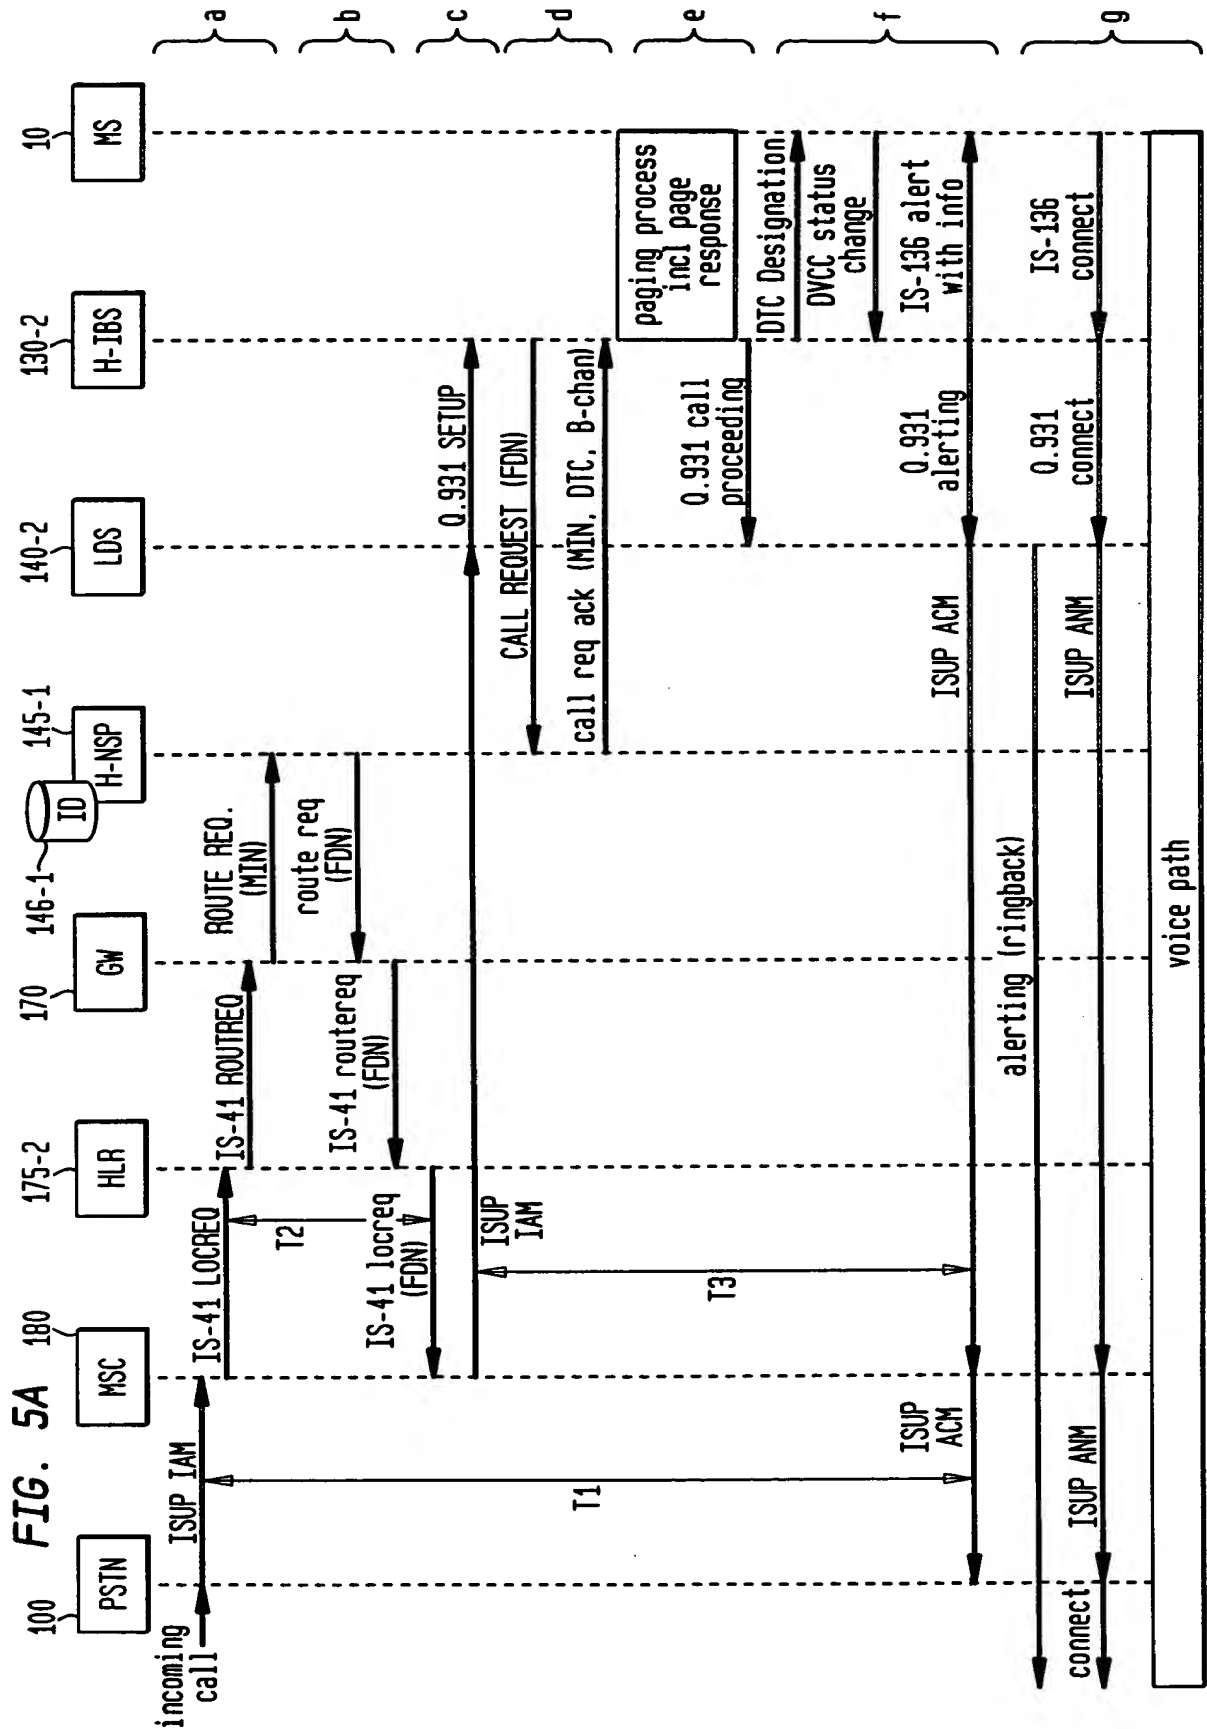 FIG. 5A
100
180
175-2
170
146-1
145-1
140-2
130-2
10
PSTN
MSC
HLR
GW
ID
H-NSP
LDS
H-IBS
MS
incoming
call
ISUP IAM
IS-41 LOCREQ
IS-41 ROUTREQ
ROUTE REQ.
(MIN)
a
T2
route req
(FDN)
IS-41 routereq
(FDN)
IS-41 locreq
(FDN)
b
ISUP
IAM
Q.931 SETUP
c
CALL REQUEST (FDN)
call req ack (MIN, DTC, B-chan)
d
paging process
incl page
response
Q.931 call
proceeding
e
T1
T3
DTC Designation
DVCC status
change
IS-136 alert
with info
Q.931
alerting
ISUP ACM
ISUP
ACM
f
alerting (ringback)
IS-136
connect
Q.931
connect
ISUP ANM
ISUP ANM
connect
g
voice path